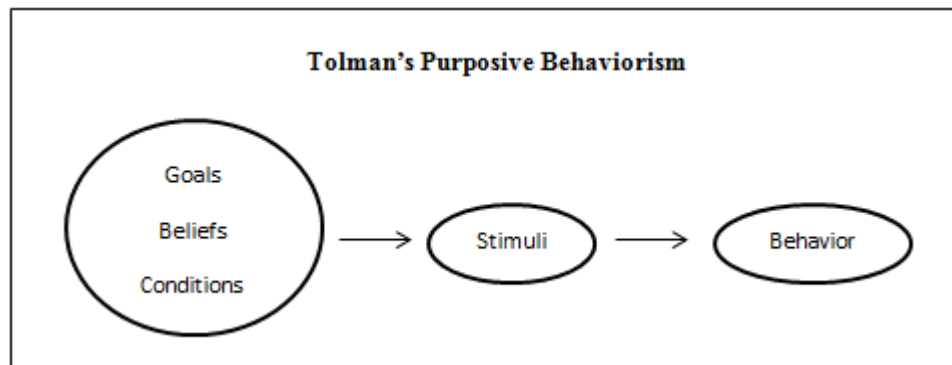 Tolman's Purposive Behaviorism
Goals
Beliefs
Conditions
Stimuli
Behavior